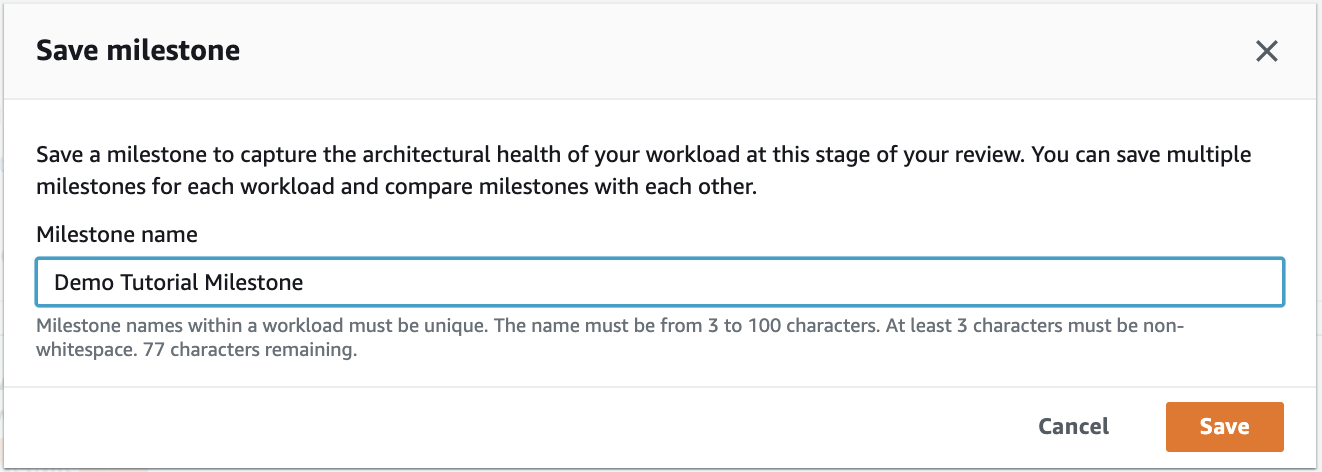 Save milestone
Save a milestone to capture the architectural health of your workload at this stage of your review. You can save multiple
milestones for each workload and compare milestones with each other.
Milestone name
Demo Tutorial Milestone
Milestone names within a workload must be unique. The name must be from 3 to 100 characters. At least 3 characters must be non-
whitespace. 77 characters remaining.
Cancel
Save